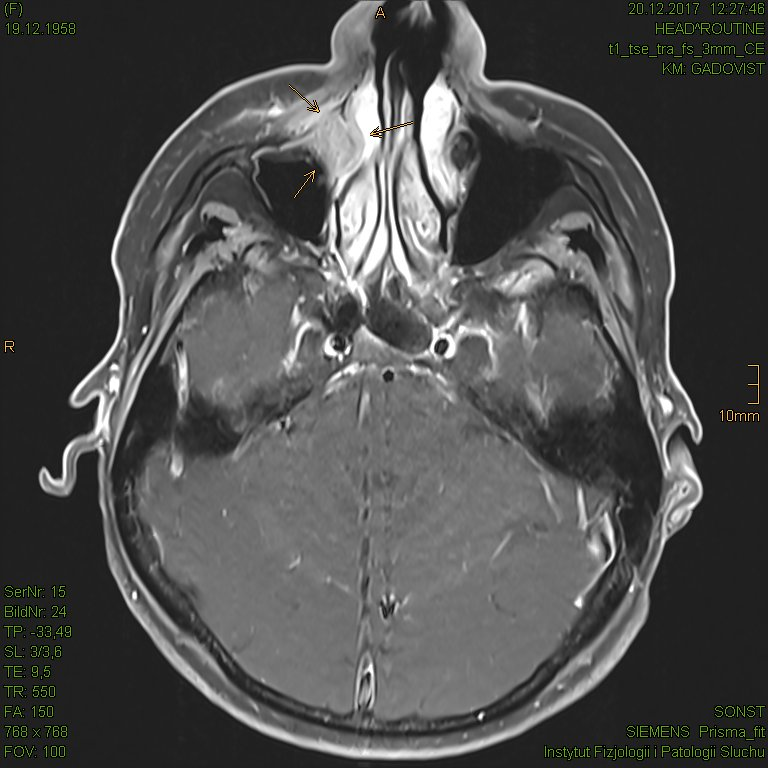 (F)
19.12.1958
A
20.12.2017 12:27:46
HEAD^ROUTINE
t1_tse_tra_fs_3mm_CE
KM: GADOVIST
R
10mm
SerNr: 15
BildNr: 24
TP: -33,49
SL: 3/3,6
TE: 9,5
TR: 550
FA: 150
768 x 768
FOV: 100
SONST
SIEMENS Prisma_fit
Instytut Fizjologii i Patologii Sluchu